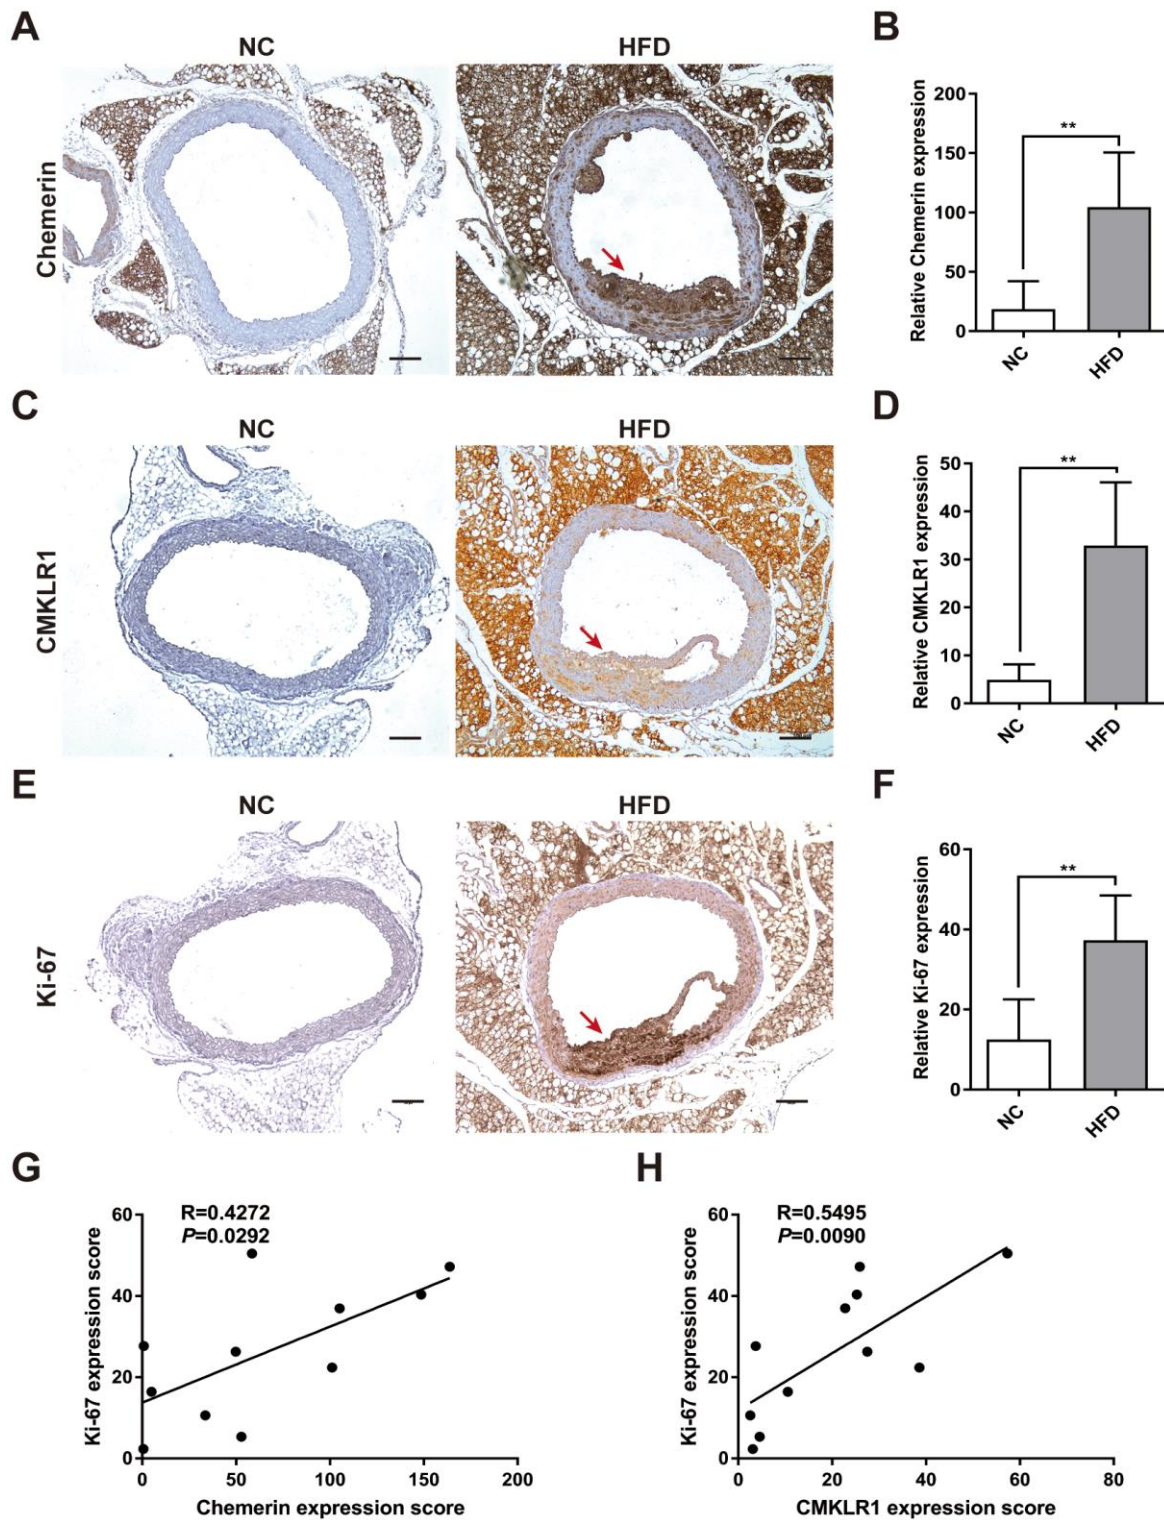 A
NC
HFD
Chemerin
B
Relative Chemerin expression
200
150
100
50
0
**
NC
HFD
C
NC
HFD
CMKLR1
D
Relative CMKLR1 expression
50
40
30
20
10
0
**
NC
HFD
E
NC
HFD
Ki-67
F
Relative Ki-67 expression
60
40
20
0
**
NC
HFD
G
R=0.4272
P=0.0292
Ki-67 expression score
60
40
20
0
0 50 100 150 200
Chemerin expression score
H
R=0.5495
P=0.0090
Ki-67 expression score
60
40
20
0
0 20 40 60 80
CMKLR1 expression score